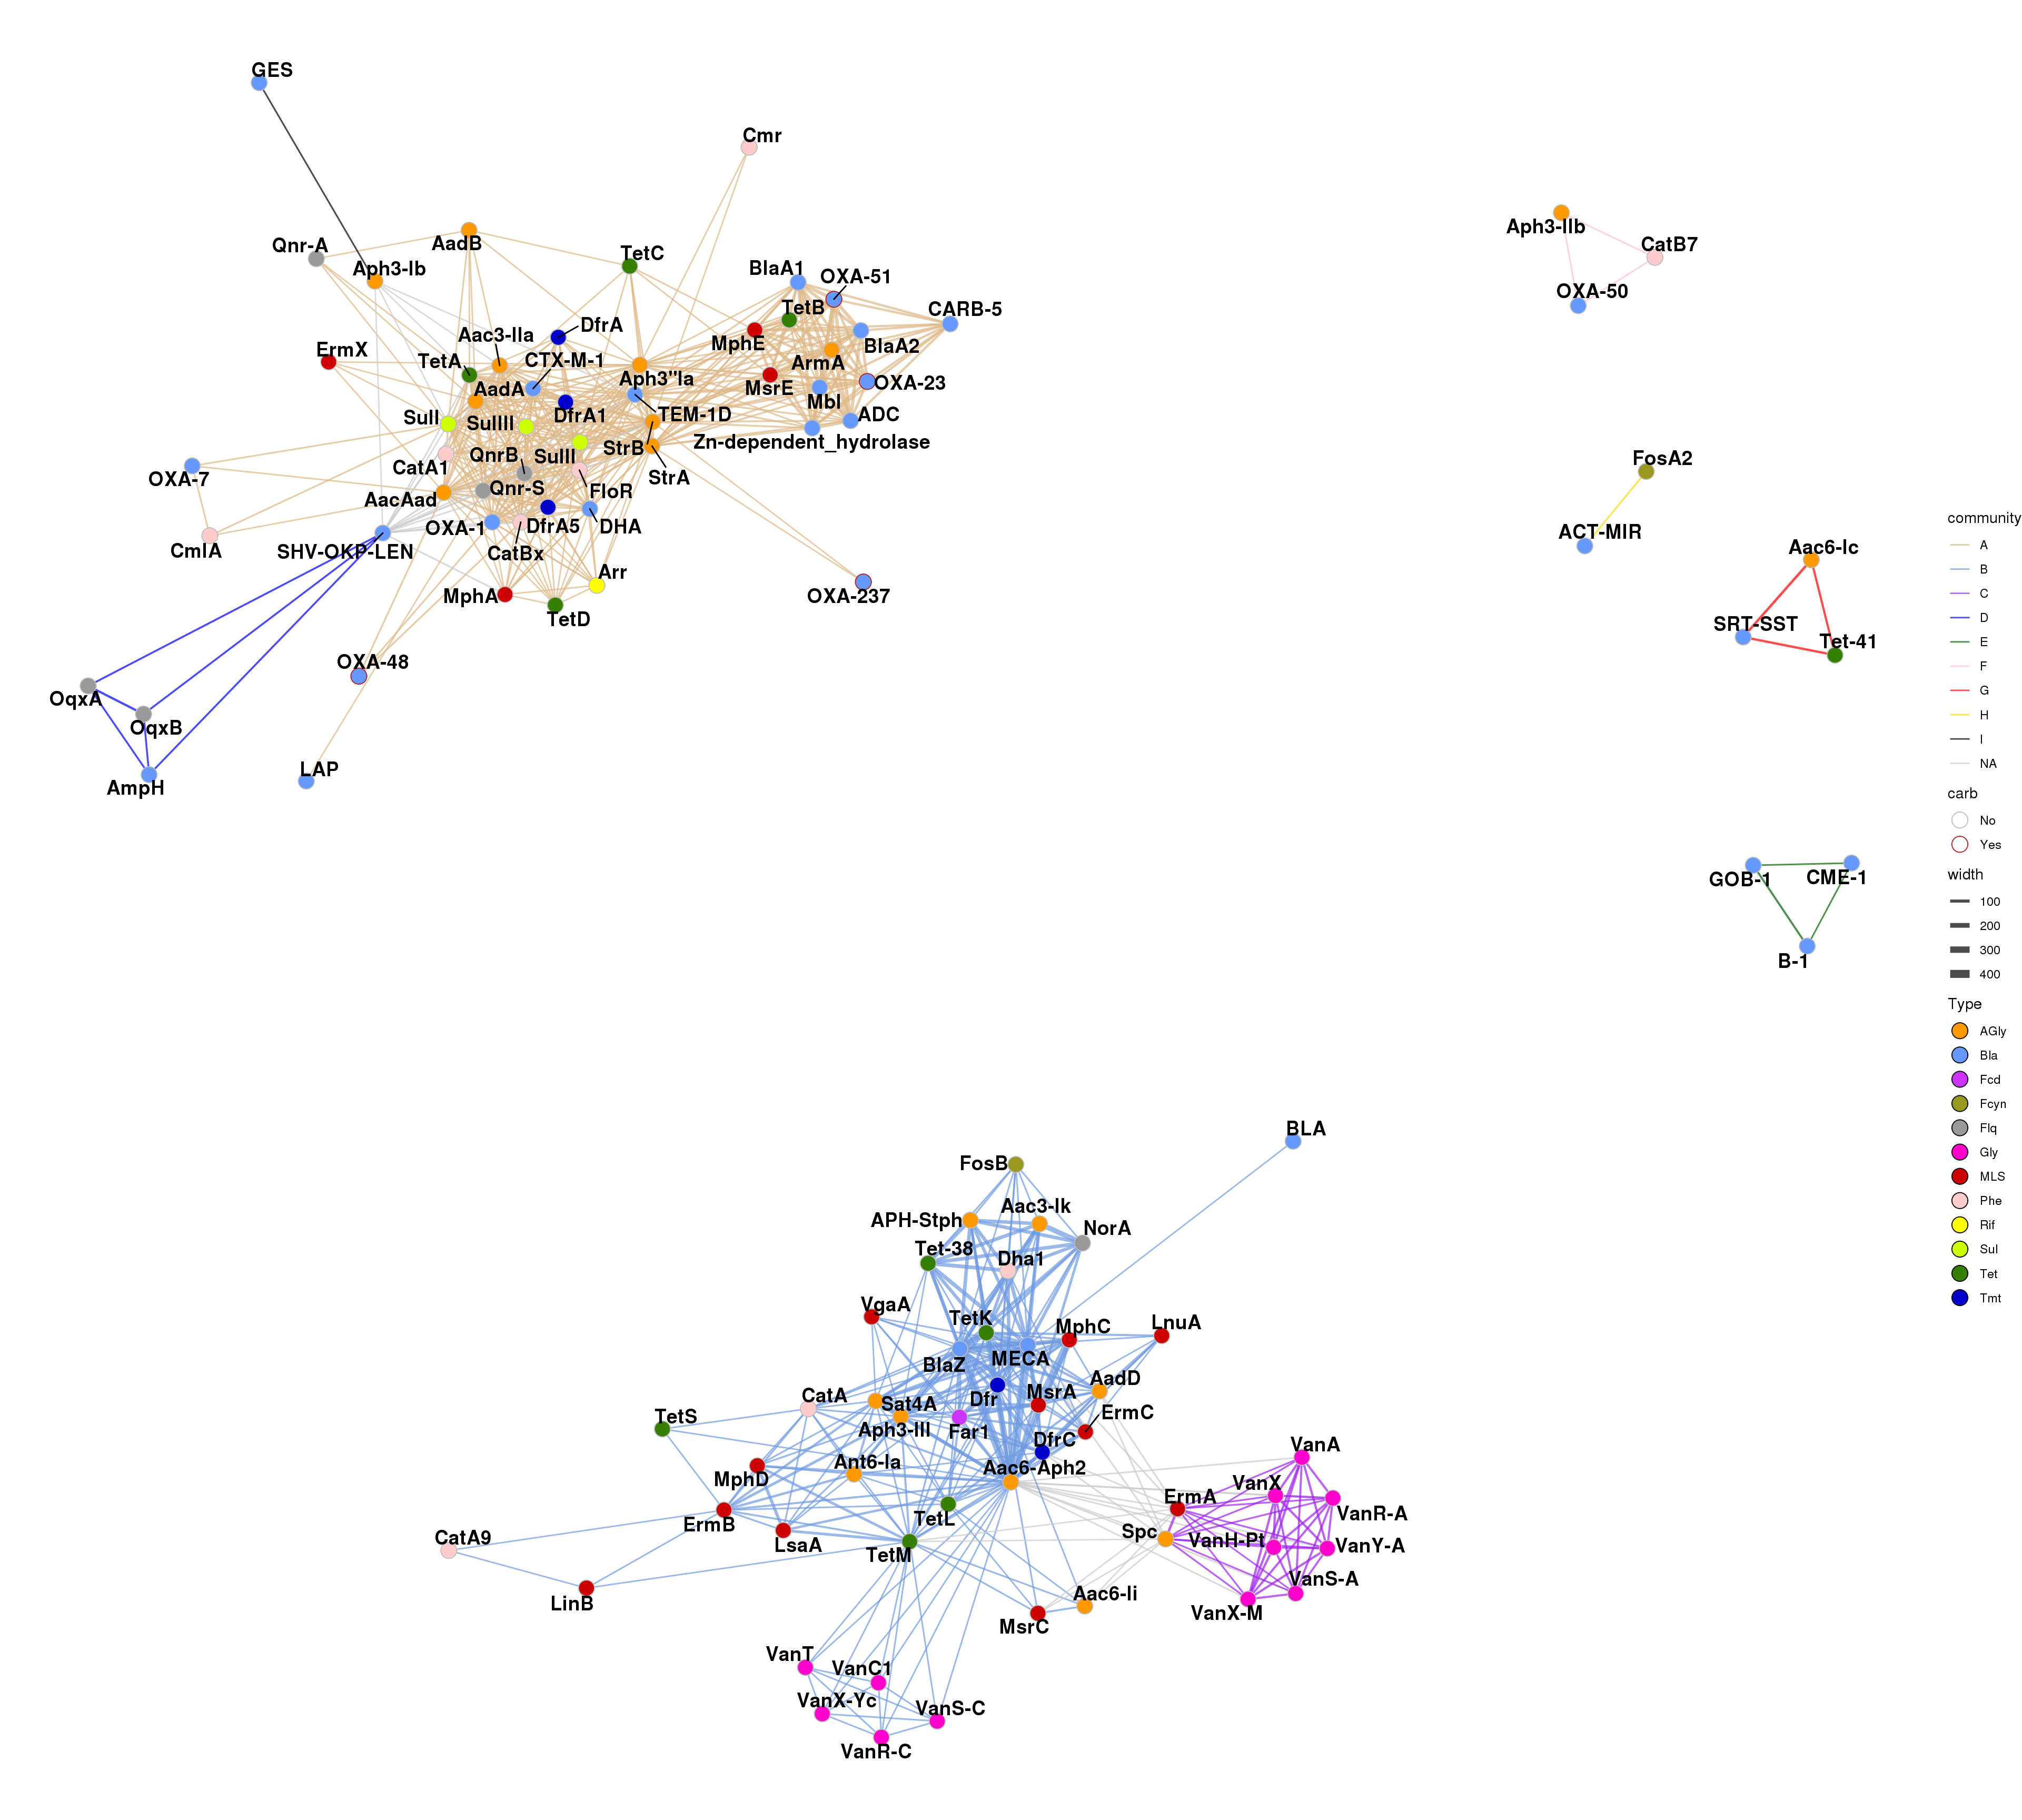 GES
Cmr
Qnr-A
AadB
Aph3-Ib
TetC
BlaA1
OXA-51
TetB
CARB-5
MphE
BlaA2
ArmA
MsrE
OXA-23
Mbl
ADC
Zn-dependent_hydrolase
ErmX
Aac3-IIa
DfrA
TetA
CTX-M-1
AadA
Aph3"Ia
DfrA1
TEM-1D
SulI
SulIII
StrB
QnrB
SulII
StrA
CatA1
OXA-7
Qnr-S
FloR
AacAad
OXA-1
DfrA5
DHA
CmlA
SHV-OKP-LEN
CatBx
Arr
MphA
TetD
OXA-237
OXA-48
OqxA
OqxB
AmpH
LAP
Aph3-IIb
CatB7
OXA-50
FosA2
ACT-MIR
Aac6-Ic
SRT-SST
Tet-41
GOB-1
CME-1
B-1
BLA
FosB
APH-Stph
Aac3-Ik
NorA
Tet-38
Dha1
VgaA
TetK
MphC
LnuA
BlaZ
MECA
AadD
CatA
Sat4A
Dfr
MsrA
ErmC
TetS
Aph3-III
Far1
DfrC
MphD
Ant6-Ia
Aac6-Aph2
VanA
VanX
ErmA
VanR-A
ErmB
TetL
Spc
VanH-Pt
VanY-A
CatA9
LsaA
TetM
VanS-A
LinB
Aac6-Ii
VanX-M
MsrC
VanT
VanC1
VanX-Yc
VanS-C
VanR-C
community
A
B
C
D
E
F
G
H
I
NA
carb
No
Yes
width
100
200
300
400
Type
AGly
Bla
Fcd
Fcyn
Flq
Gly
MLS
Phe
Rif
Sul
Tet
Tmt